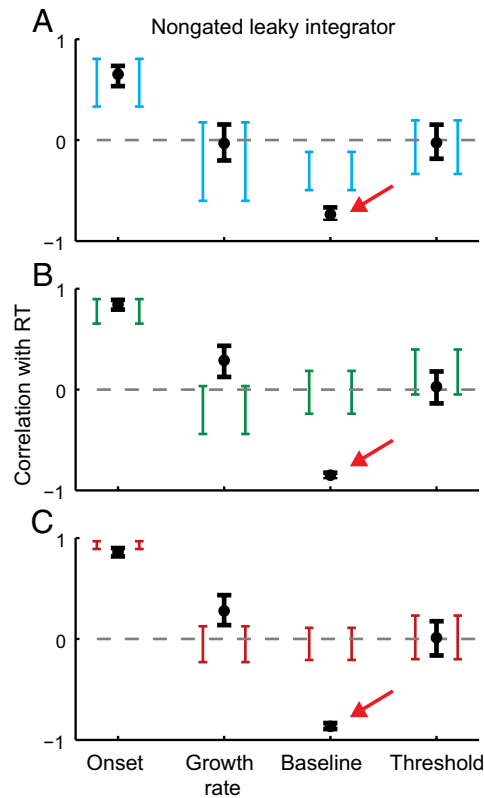 A
Nongated leaky integrator
1
0
−1
B
1
0
−1
Correlation with RT
C
1
0
−1
Onset
Growth
rate
Baseline
Threshold